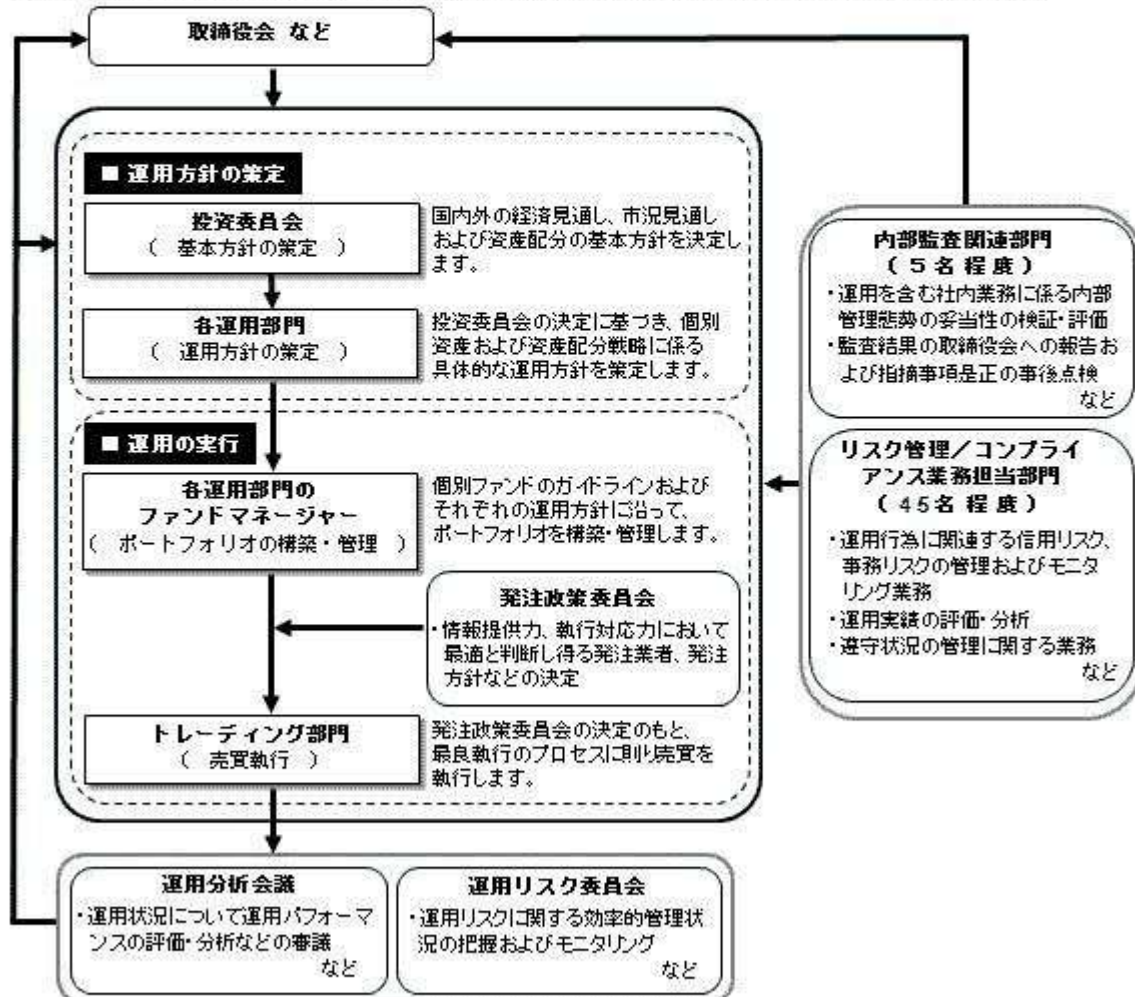 取締役会 など
■ 運用方針の策定
投資委員会
（ 基本方針の策定 ）
国内外の経済見通し、市況見通し
および資産配分の基本方針を決定し
ます。
各運用部門
（ 運用方針の策定 ）
投資委員会の決定に基づき、個別
資産および資産配分戦略に係る
具体的な運用方針を策定します。
■ 運用の実行
各運用部門の
ファンドマネージャー
（ ポートフォリオの構築・管理 ）
個別ファンドのガイドラインおよび
それぞれの運用方針に沿って、
ポートフォリオを構築・管理します。
発注政策委員会
・情報提供力、執行対応力において
最適と判断し得る発注業者、発注
方針などの決定
トレーディング部門
（ 売買執行 ）
発注政策委員会の決定のもと、
最良執行のプロセスに則り売買を
執行します。
内部監査関連部門
（５名程度）
・運用を含む社内業務に係る内部
管理態勢の妥当性の検証・評価
・監査結果の取締役会への報告お
よび指摘事項是正の事後点検
など
リスク管理／コンプライ
アンス業務担当部門
（45名程度）
・運用行為に関連する信用リスク、
事務リスクの管理およびモニタ
リング業務
・運用実績の評価・分析
・遵守状況の管理に関する業務
など
運用分析会議
・運用状況について運用パフォーマ
ンスの評価・分析などの審議
など
運用リスク委員会
・運用リスクに関する効率的管理状
況の把握およびモニタリング
など